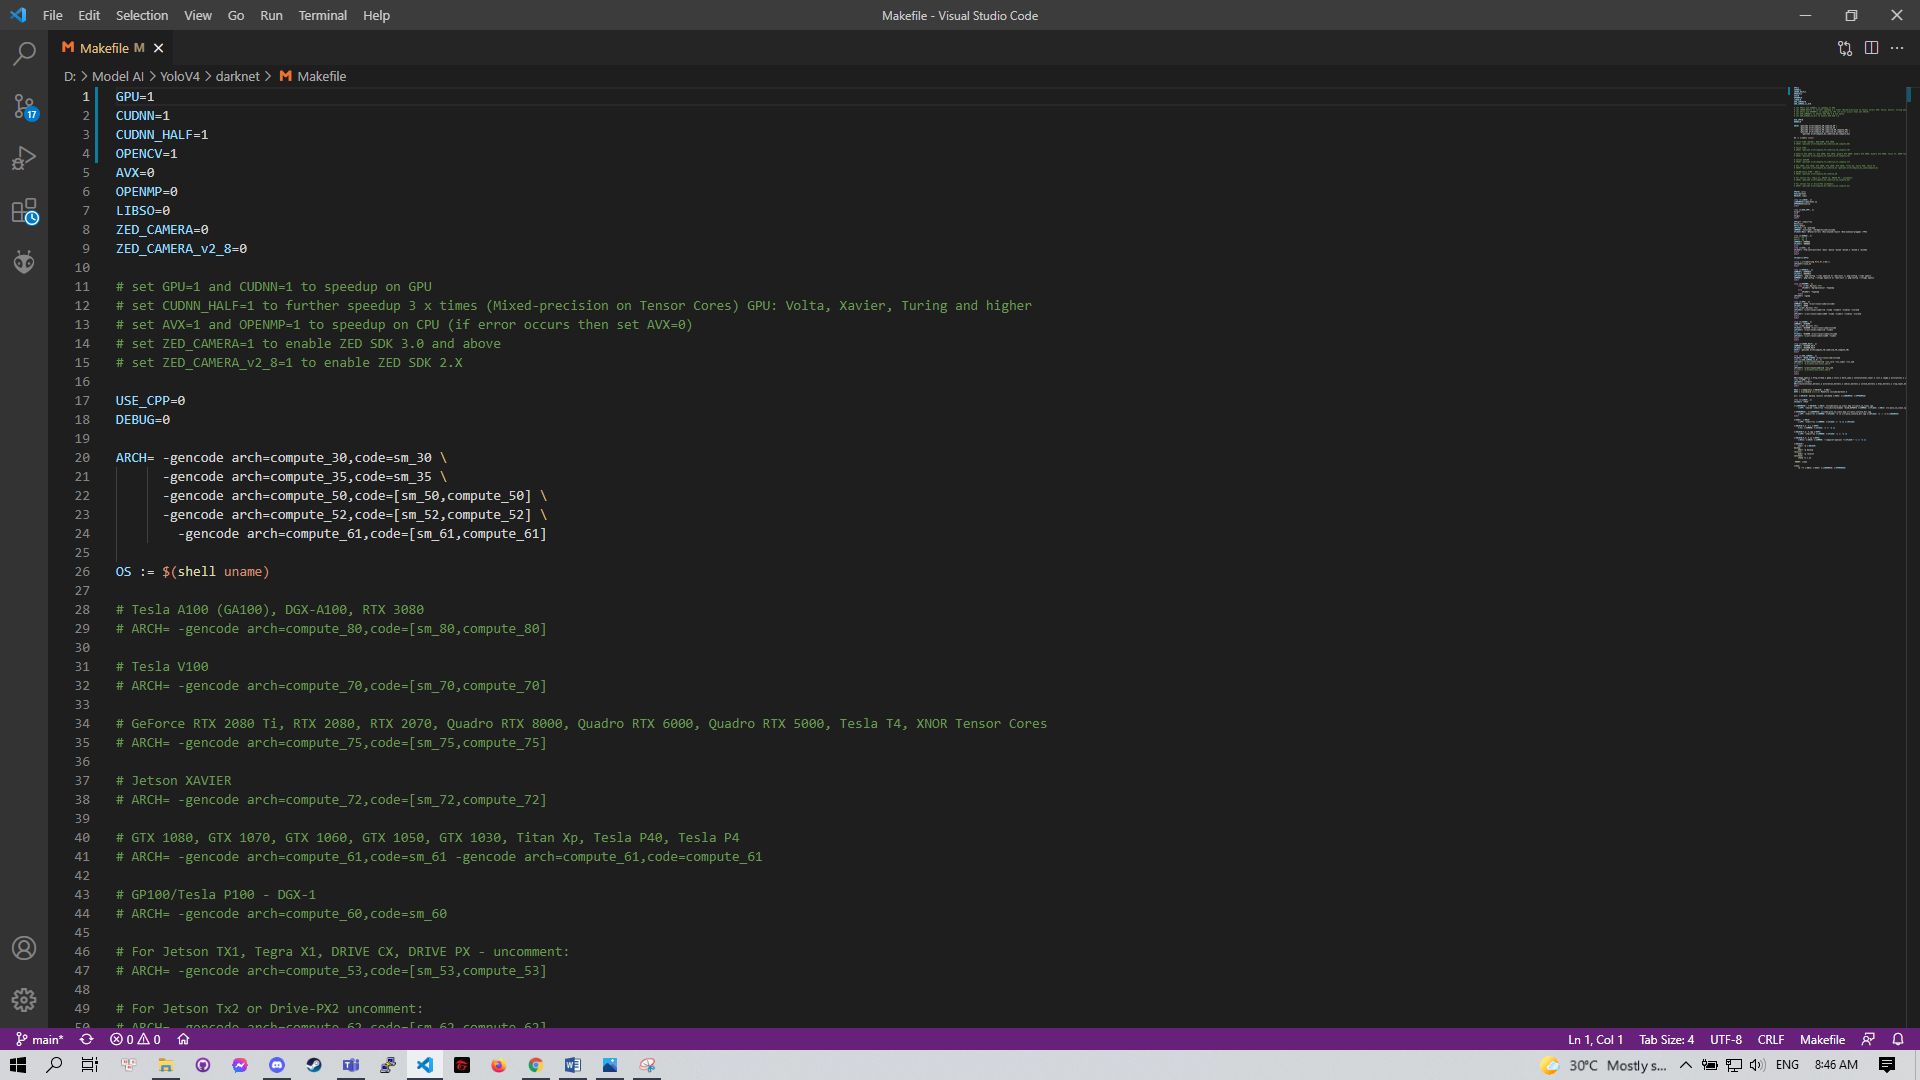 File Edit Selection View Go Run Terminal Help
Makefile - Visual Studio Code
M Makefile M
D: > Model AI > YoloV4 > darknet > M Makefile
17
1 GPU=1
2 CUDNN=1
3 CUDNN_HALF=1
4 OPENCV=1
5 AVX=0
6 OPENMP=0
7 LIBSO=0
8 ZED_CAMERA=0
9 ZED_CAMERA_v2_8=0
10
11 # set GPU=1 and CUDNN=1 to speedup on GPU
12 # set CUDNN_HALF=1 to further speedup 3 x times (Mixed-precision on Tensor Cores) GPU: Volta, Xavier, Turing and higher
13 # set AVX=1 and OPENMP=1 to speedup on CPU (if error occurs then set AVX=0)
14 # set ZED_CAMERA=1 to enable ZED SDK 3.0 and above
15 # set ZED_CAMERA_v2_8=1 to enable ZED SDK 2.X
16
17 USE_CPP=0
18 DEBUG=0
19
20 ARCH= -gencode arch=compute_30,code=sm_30 \
21 -gencode arch=compute_35,code=sm_35 \
22 -gencode arch=compute_50,code=[sm_50,compute_50] \
23 -gencode arch=compute_52,code=[sm_52,compute_52] \
24 -gencode arch=compute_61,code=[sm_61,compute_61]
25
26 OS := $(shell uname)
27
28 # Tesla A100 (GA100), DGX-A100, RTX 3080
29 # ARCH= -gencode arch=compute_80,code=[sm_80,compute_80]
30
31 # Tesla V100
32 # ARCH= -gencode arch=compute_70,code=[sm_70,compute_70]
33
34 # GeForce RTX 2080 Ti, RTX 2080, RTX 2070, Quadro RTX 8000, Quadro RTX 6000, Quadro RTX 5000, Tesla T4, XNOR Tensor Cores
35 # ARCH= -gencode arch=compute_75,code=[sm_75,compute_75]
36
37 # Jetson XAVIER
38 # ARCH= -gencode arch=compute_72,code=[sm_72,compute_72]
39
40 # GTX 1080, GTX 1070, GTX 1060, GTX 1050, GTX 1030, Titan Xp, Tesla P40, Tesla P4
41 # ARCH= -gencode arch=compute_61,code=sm_61 -gencode arch=compute_61,code=compute_61
42
43 # GP100/Tesla P100 - DGX-1
44 # ARCH= -gencode arch=compute_60,code=sm_60
45
46 # For Jetson TX1, Tegra X1, DRIVE CX, DRIVE PX - uncomment:
47 # ARCH= -gencode arch=compute_53,code=[sm_53,compute_53]
48
49 # For Jetson Tx2 or Drive-PX2 uncomment:
50 # ARCH= -gencode arch=compute_62,code=[sm_62,compute_62]
main* 0 0 Ln 1, Col 1 Tab Size: 4 UTF-8 CRLF Makefile
30°C Mostly s... ENG 8:46 AM